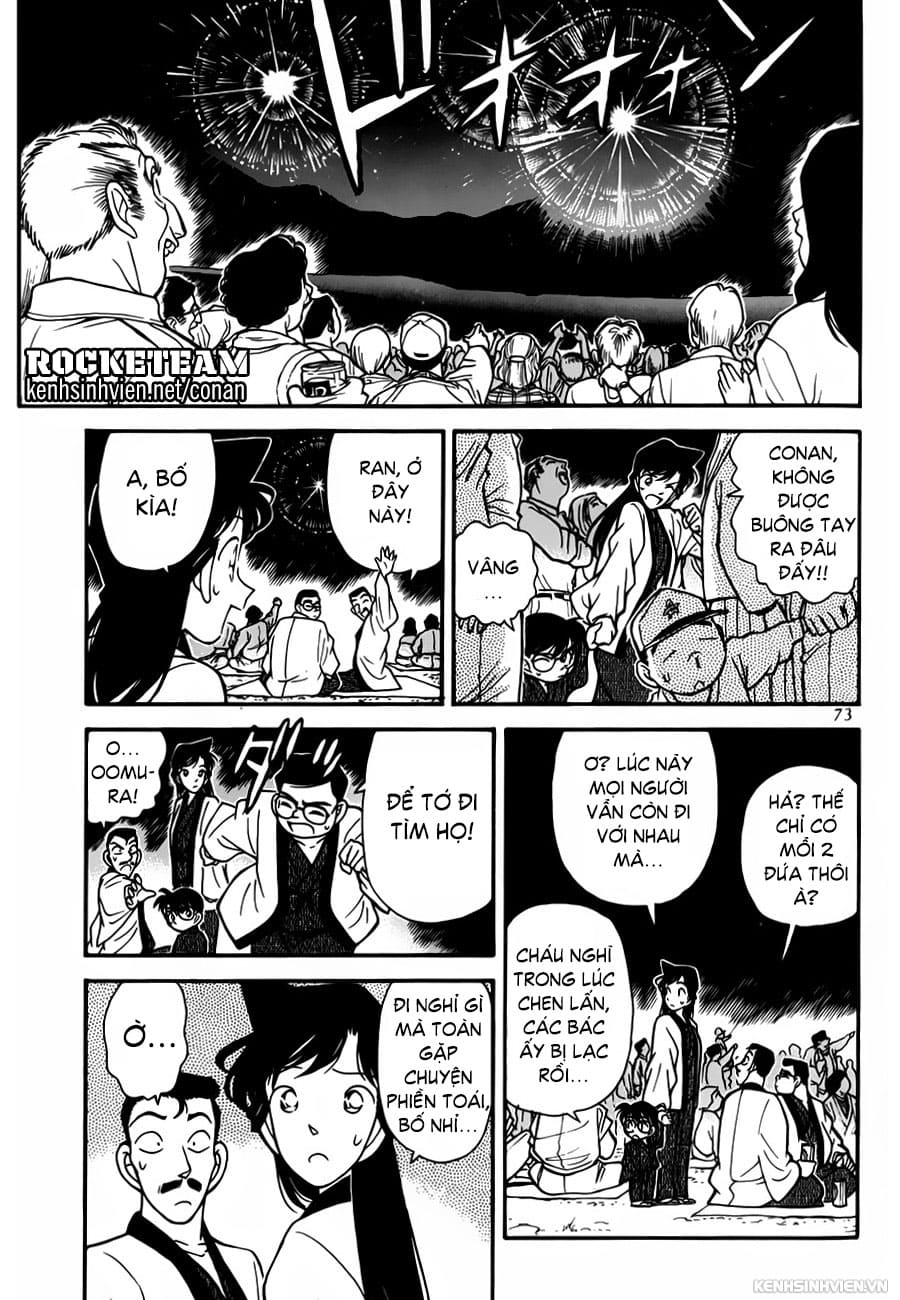 ドオオオン
ROCKETEAM
kenhsinhvien.net/conan
CONAN,
KHÔNG
ĐƯỢC
BUÔNG TAY
RA ĐÂU
ĐẤY!!
VÂNG
...
RAN, Ở
ĐÂY
NÀY!
A, BỐ
KÌA!
73
HẢ? THẾ
CHỈ CÓ
MỖI 2
ĐỨA THÔI
À?
Ơ? LÚC NÀY
MỌI NGƯỜI
VẪN CÒN ĐI
VỚI NHAU
MÀ...
CHÁU NGHĨ
TRONG LÚC
CHEN LẤN,
CÁC BÁC
ẤY BỊ LẠC
RỒI...
ĐỂ TỚ ĐI
TÌM HỌ!
ダッ
O...
OOMU-
RA!
ĐI NGHỈ GÌ
MÀ TOÀN
GẶP
CHUYỆN
PHIỀN TOÁI,
BỐ NHỈ...
Ờ...
KENHSINHVIEN.VN